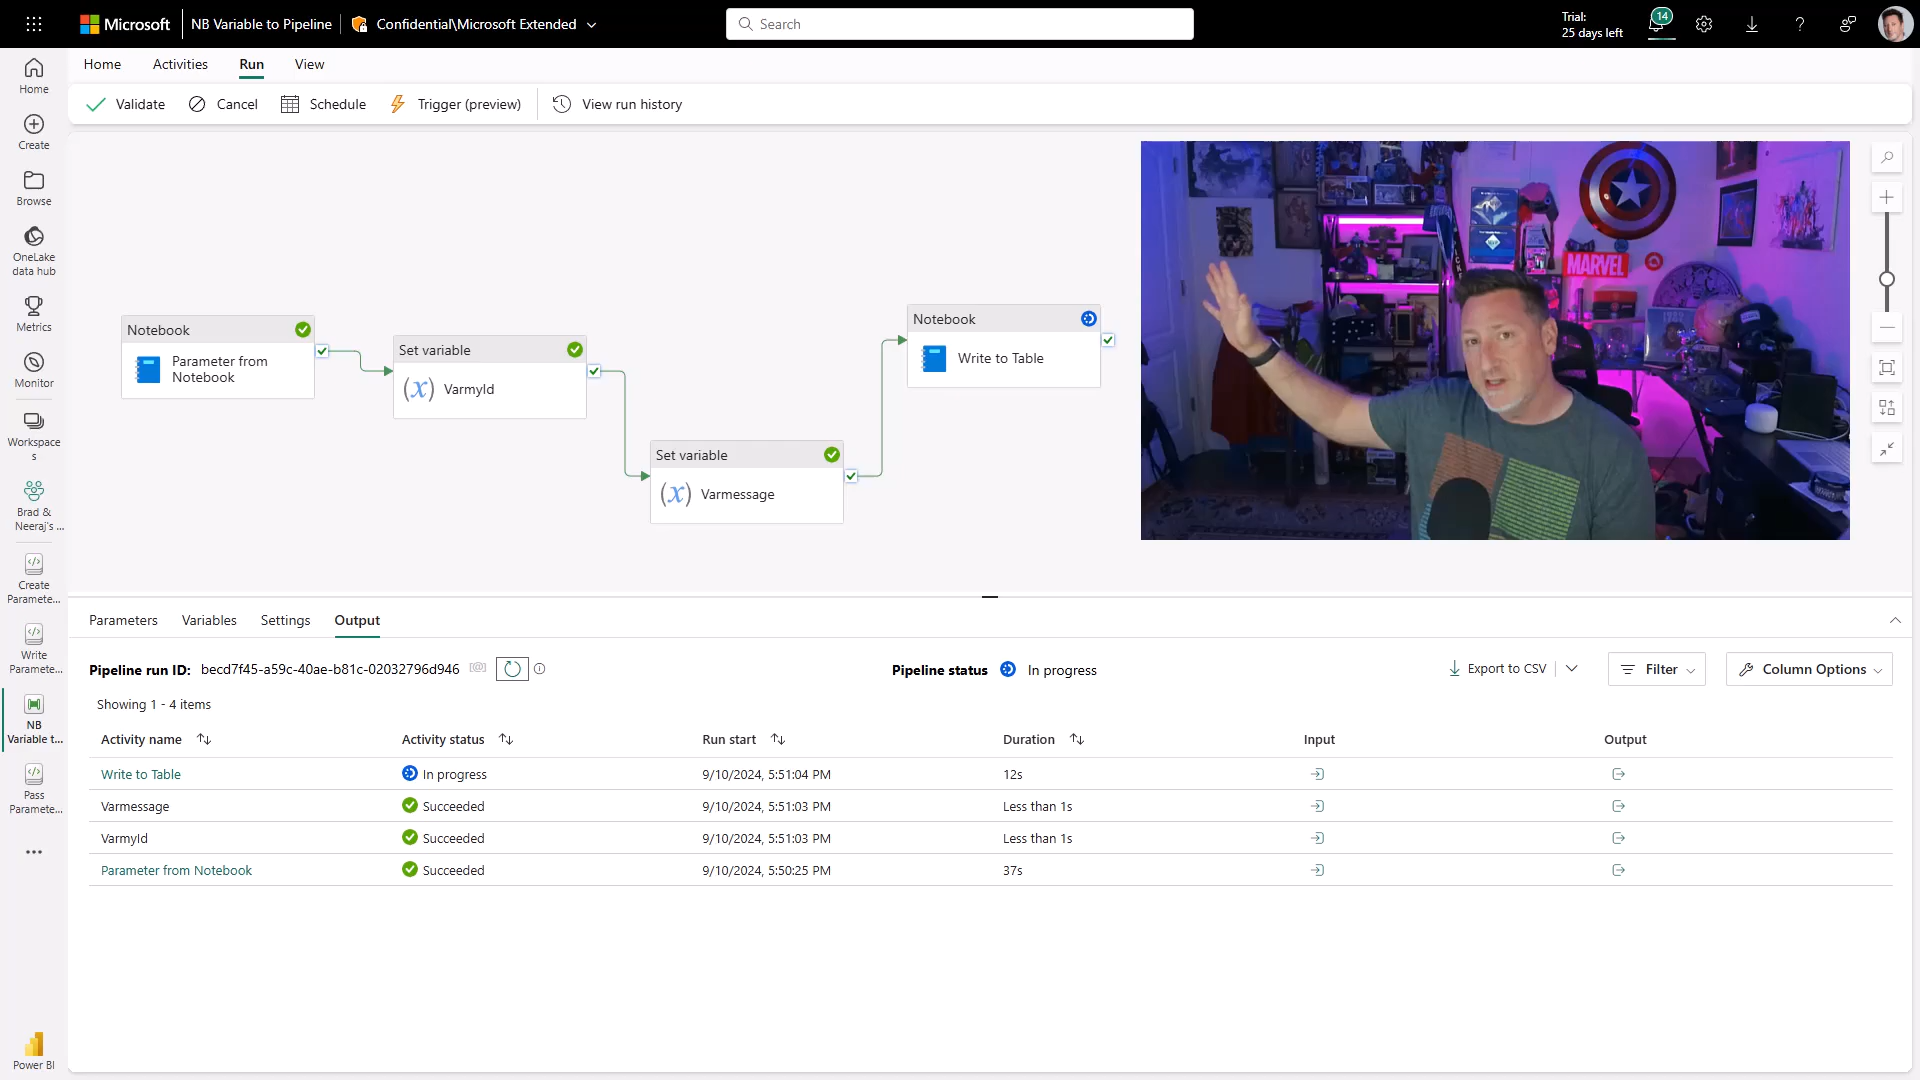 Microsoft
NB Variable to Pipeline
Confidential\Microsoft Extended
Search
Trial:
25 days left
14
Home
Activities
Run
View
Validate
Cancel
Schedule
Trigger (preview)
View run history
Home
Create
Browse
OneLake
data hub
Metrics
Monitor
Workspace
s
Brad &
Neeraj's ...
Create
Paramete...
Write
Paramete...
NB
Variable t...
Pass
Paramete...
Power BI
Notebook
Parameter from
Notebook
Set variable
(x) VarmyId
Set variable
(x) Varmessage
Notebook
Write to Table
MARVEL
Parameters
Variables
Settings
Output
Pipeline run ID: becd7f45-a59c-40ae-b81c-02032796d946
Pipeline status
In progress
Export to CSV
Filter
Column Options
Showing 1 - 4 items
Activity name
Activity status
Run start
Duration
Input
Output
Write to Table
In progress
9/10/2024, 5:51:04 PM
12s
Varmessage
Succeeded
9/10/2024, 5:51:03 PM
Less than 1s
VarmyId
Succeeded
9/10/2024, 5:51:03 PM
Less than 1s
Parameter from Notebook
Succeeded
9/10/2024, 5:50:25 PM
37s